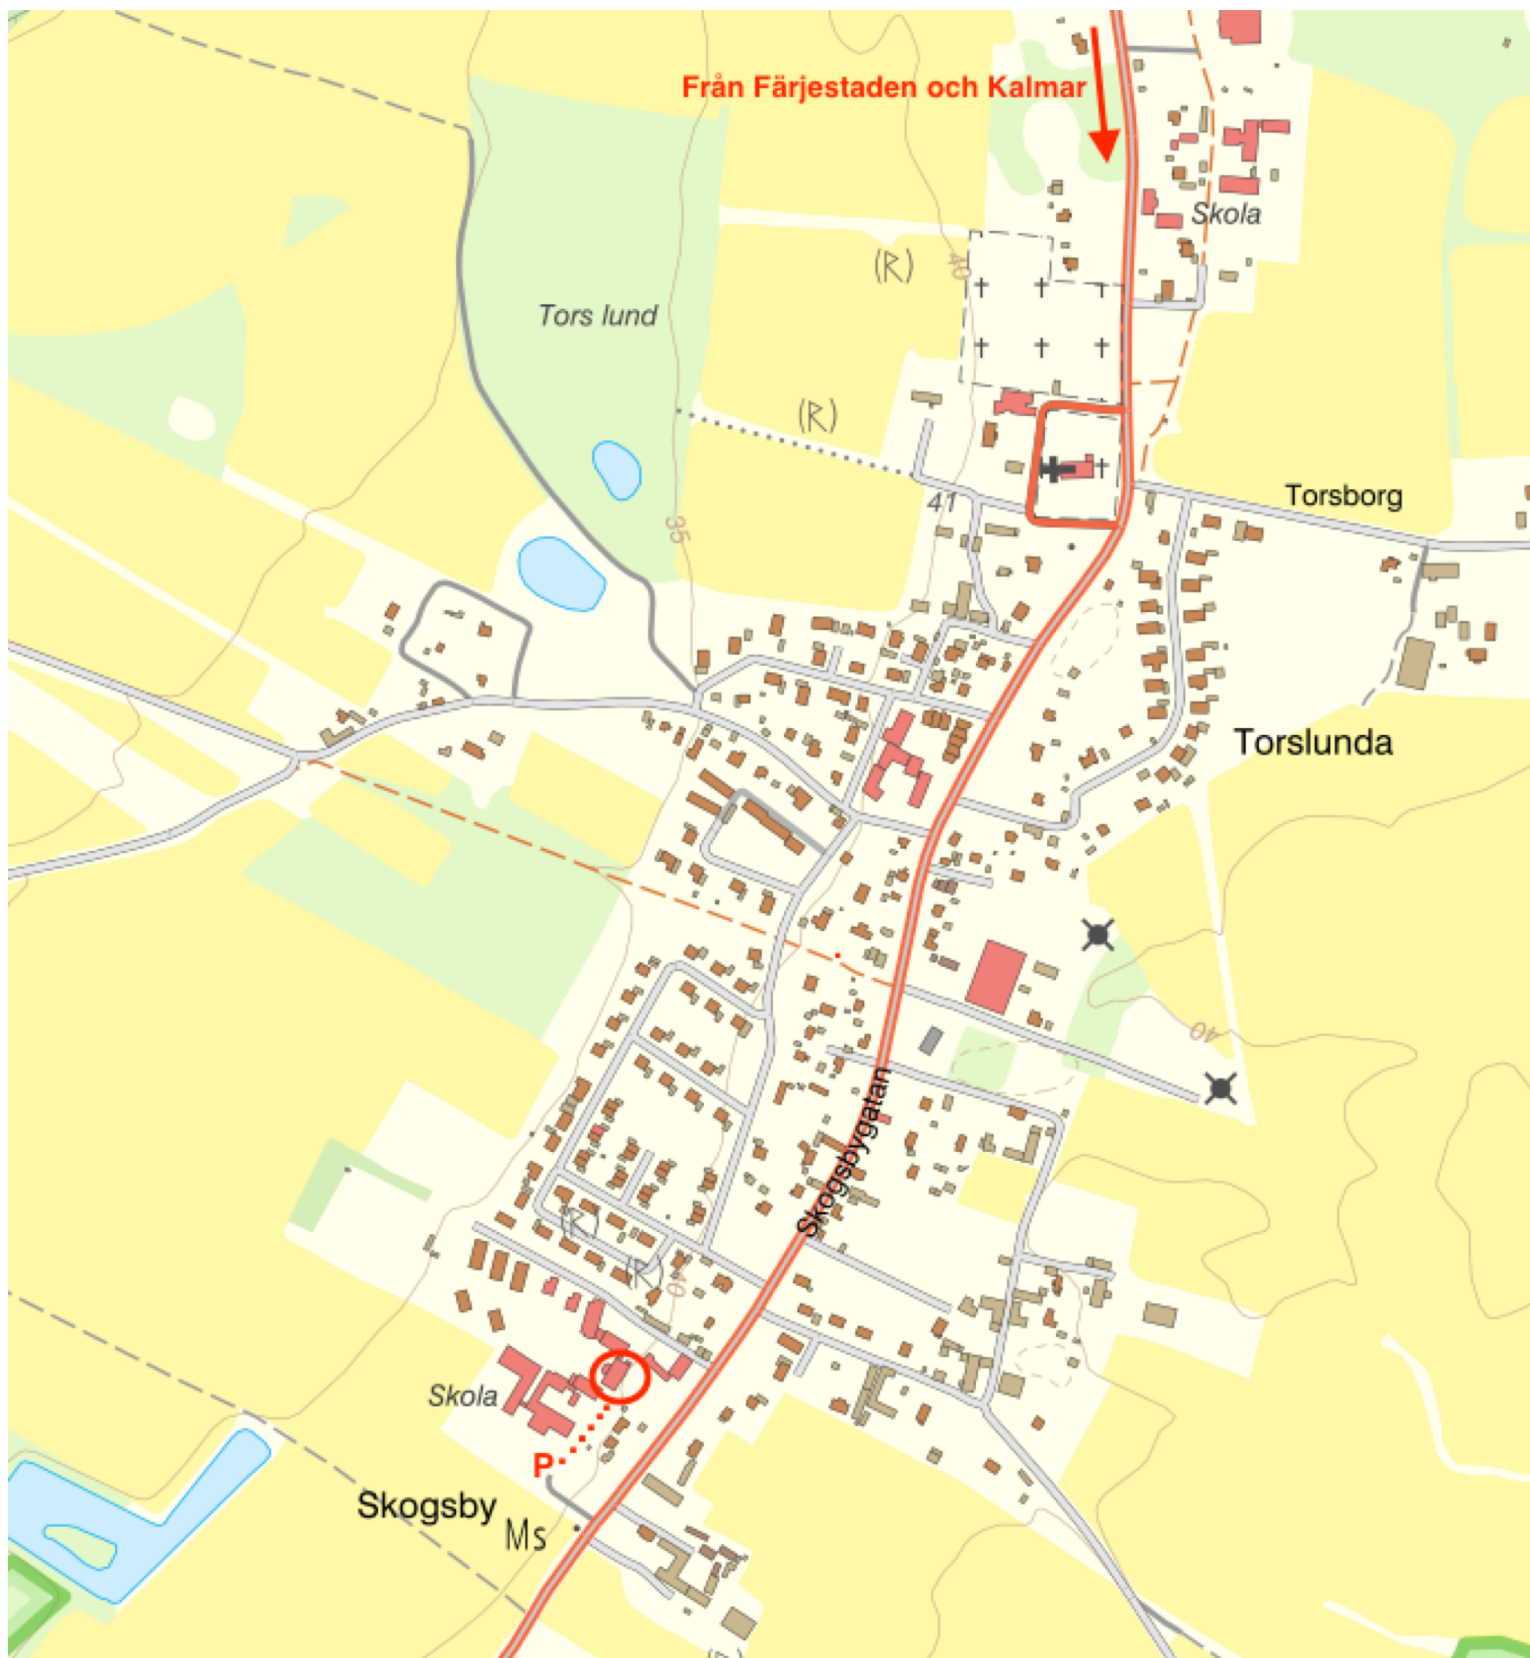 Från Färjestaden och Kalmar
Skola
(R)
40
Tors lund
(R)
Torsborg
41
35
Torslunda
40
Skogsbygatan
(R)
(R)
40
Skola
P
Skogsby
Ms